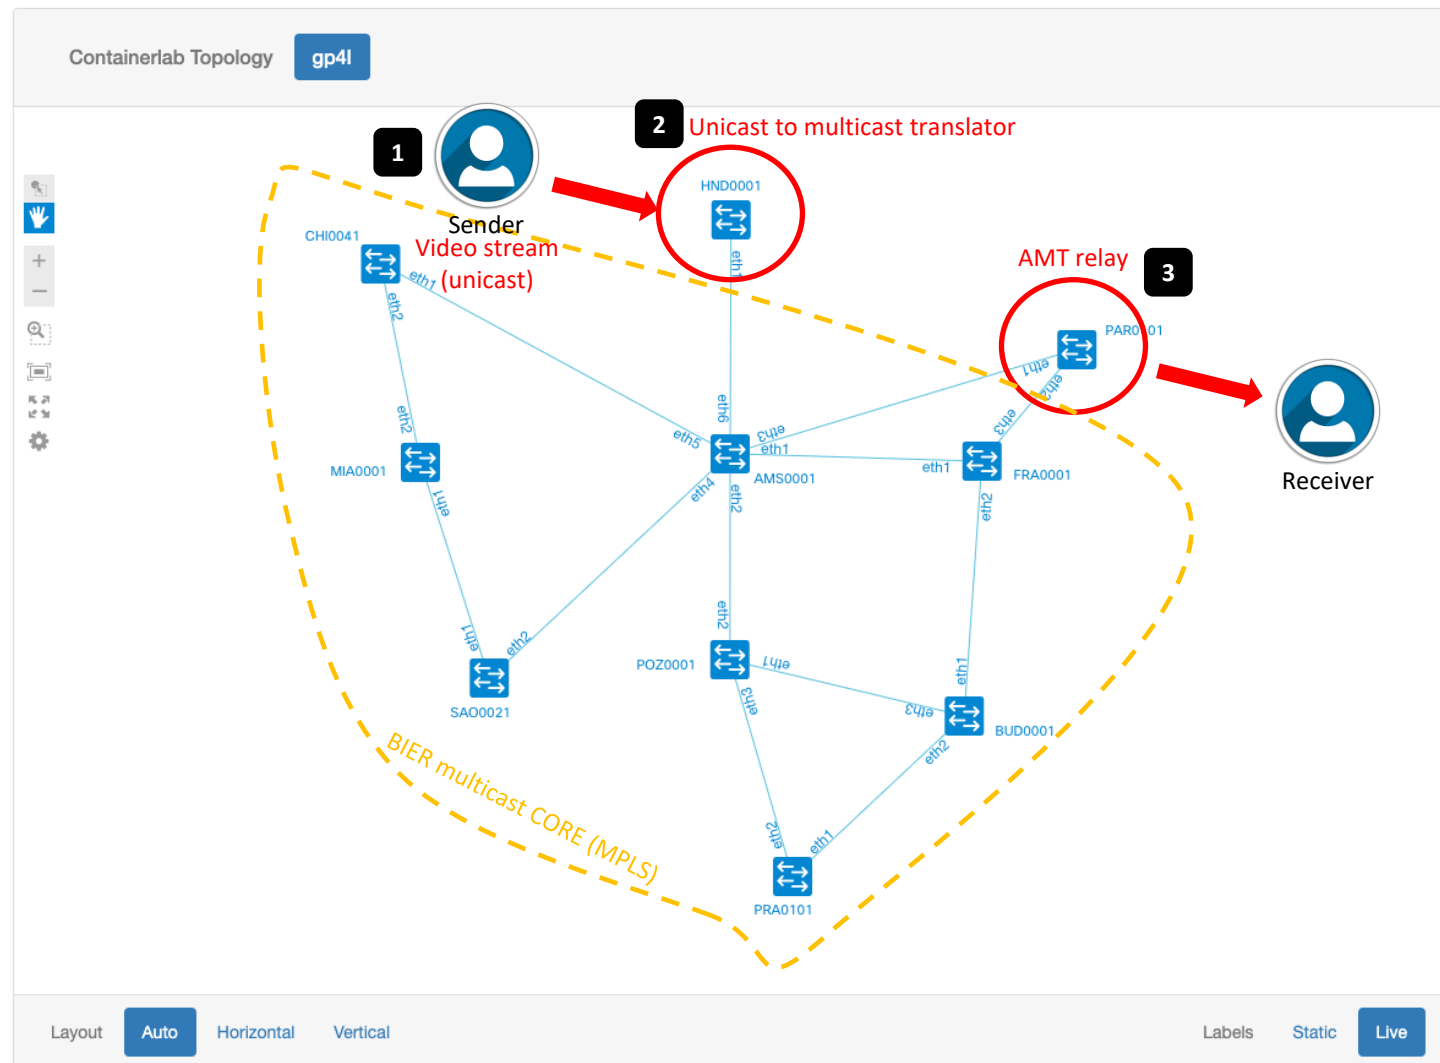 Containerlab Topology
gp4l
1
2
Unicast to multicast translator
HND0001
Sender
Video stream
(unicast)
CHI0041
eth1
eth2
eth1
AMT relay
3
PAR0101
eth1
eth2
eth3
eth2
MIA0001
eth1
eth6
eth5
eth3
eth1
AMS0001
eth4
eth2
eth1
FRA0001
eth2
Receiver
eth1
eth2
SAO0021
eth2
POZ0001
eth1
eth3
eth1
eth3
BUD0001
eth2
BIER multicast CORE (MPLS)
eth2
eth1
PRA0101
Layout
Auto
Horizontal
Vertical
Labels
Static
Live